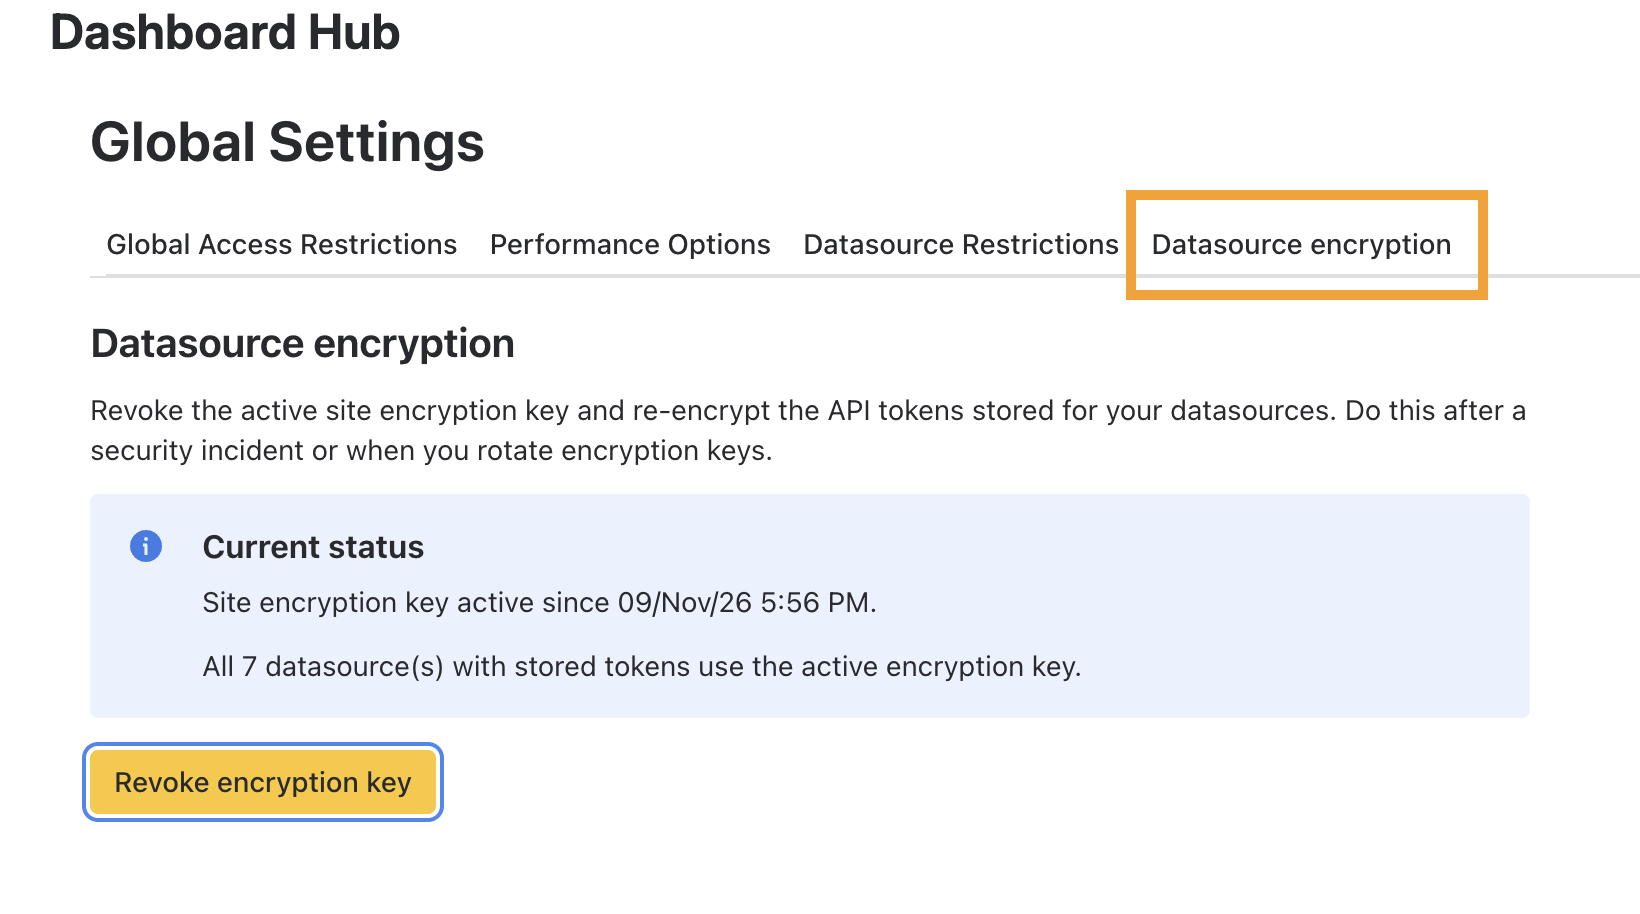 Dashboard Hub
Global Settings
Global Access Restrictions Performance Options Datasource Restrictions Datasource encryption
Datasource encryption
Revoke the active site encryption key and re-encrypt the API tokens stored for your datasources. Do this after a
security incident or when you rotate encryption keys.
Current status
Site encryption key active since 09/Nov/26 5:56 PM.
All 7 datasource(s) with stored tokens use the active encryption key.
Revoke encryption key